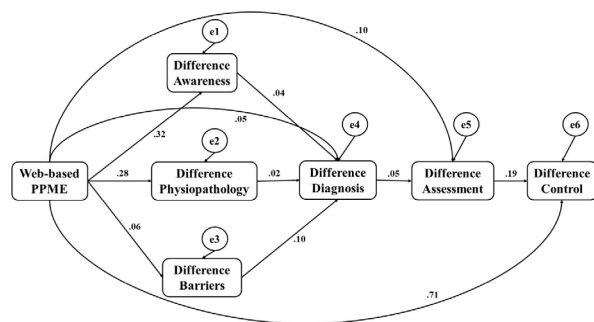 .10
e1
Difference
Awareness
.04
e4
e5
e6
.05
.32
e2
Web-based
PPME
.28
Difference
Physiopathology
.02
Difference
Diagnosis
.05
Difference
Assessment
.19
Difference
Control
.06
e3
.10
Difference
Barriers
.71